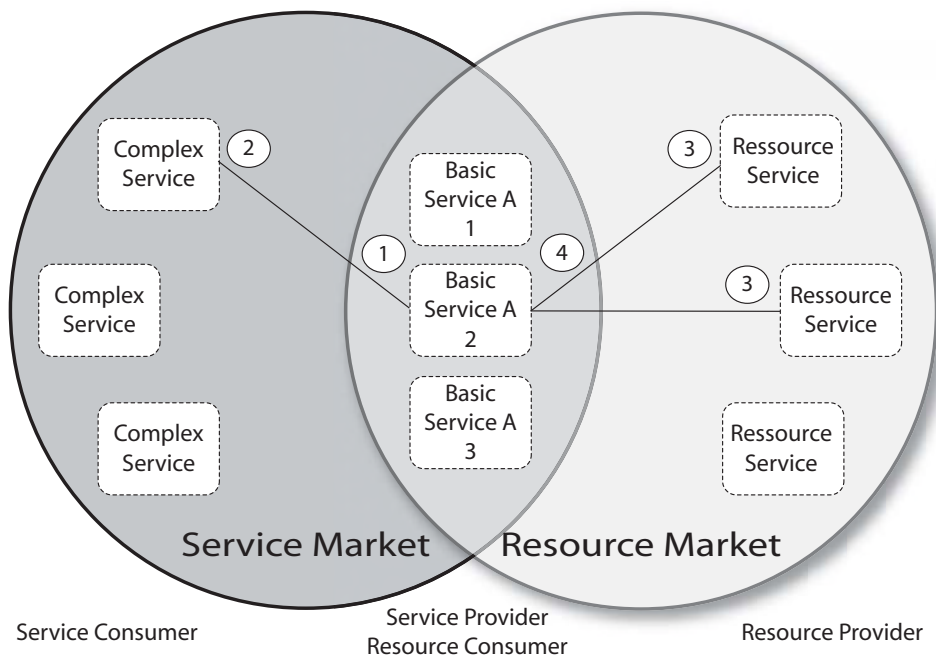 Complex
Service
2
3
Ressource
Service
Basic
Service A
1
1
4
Complex
Service
Basic
Service A
2
3
Ressource
Service
Basic
Service A
3
Complex
Service
Ressource
Service
Service Market
Resource Market
Service Consumer
Service Provider
Resource Consumer
Resource Provider